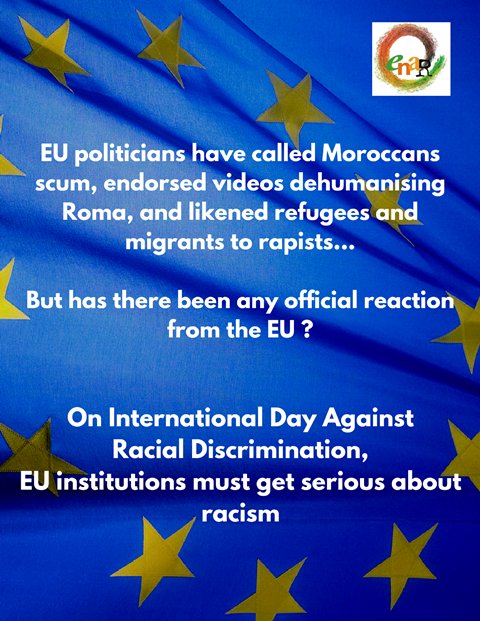 enaR
EU politicians have called Moroccans
scum, endorsed videos dehumanising
Roma, and likened refugees and
migrants to rapists...
But has there been any official reaction
from the EU ?
On International Day Against
Racial Discrimination,
EU institutions must get serious about
racism